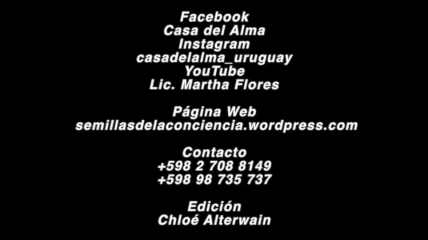 Facebook
Casa del Alma
Instagram
casadelalma_uruguay
YouTube
Lic. Martha Flores
Página Web
semillasdelaconciencia.wordpress.com
Contacto
+598 2 708 8149
+598 98 735 737
Edición
Chloé Alterwain